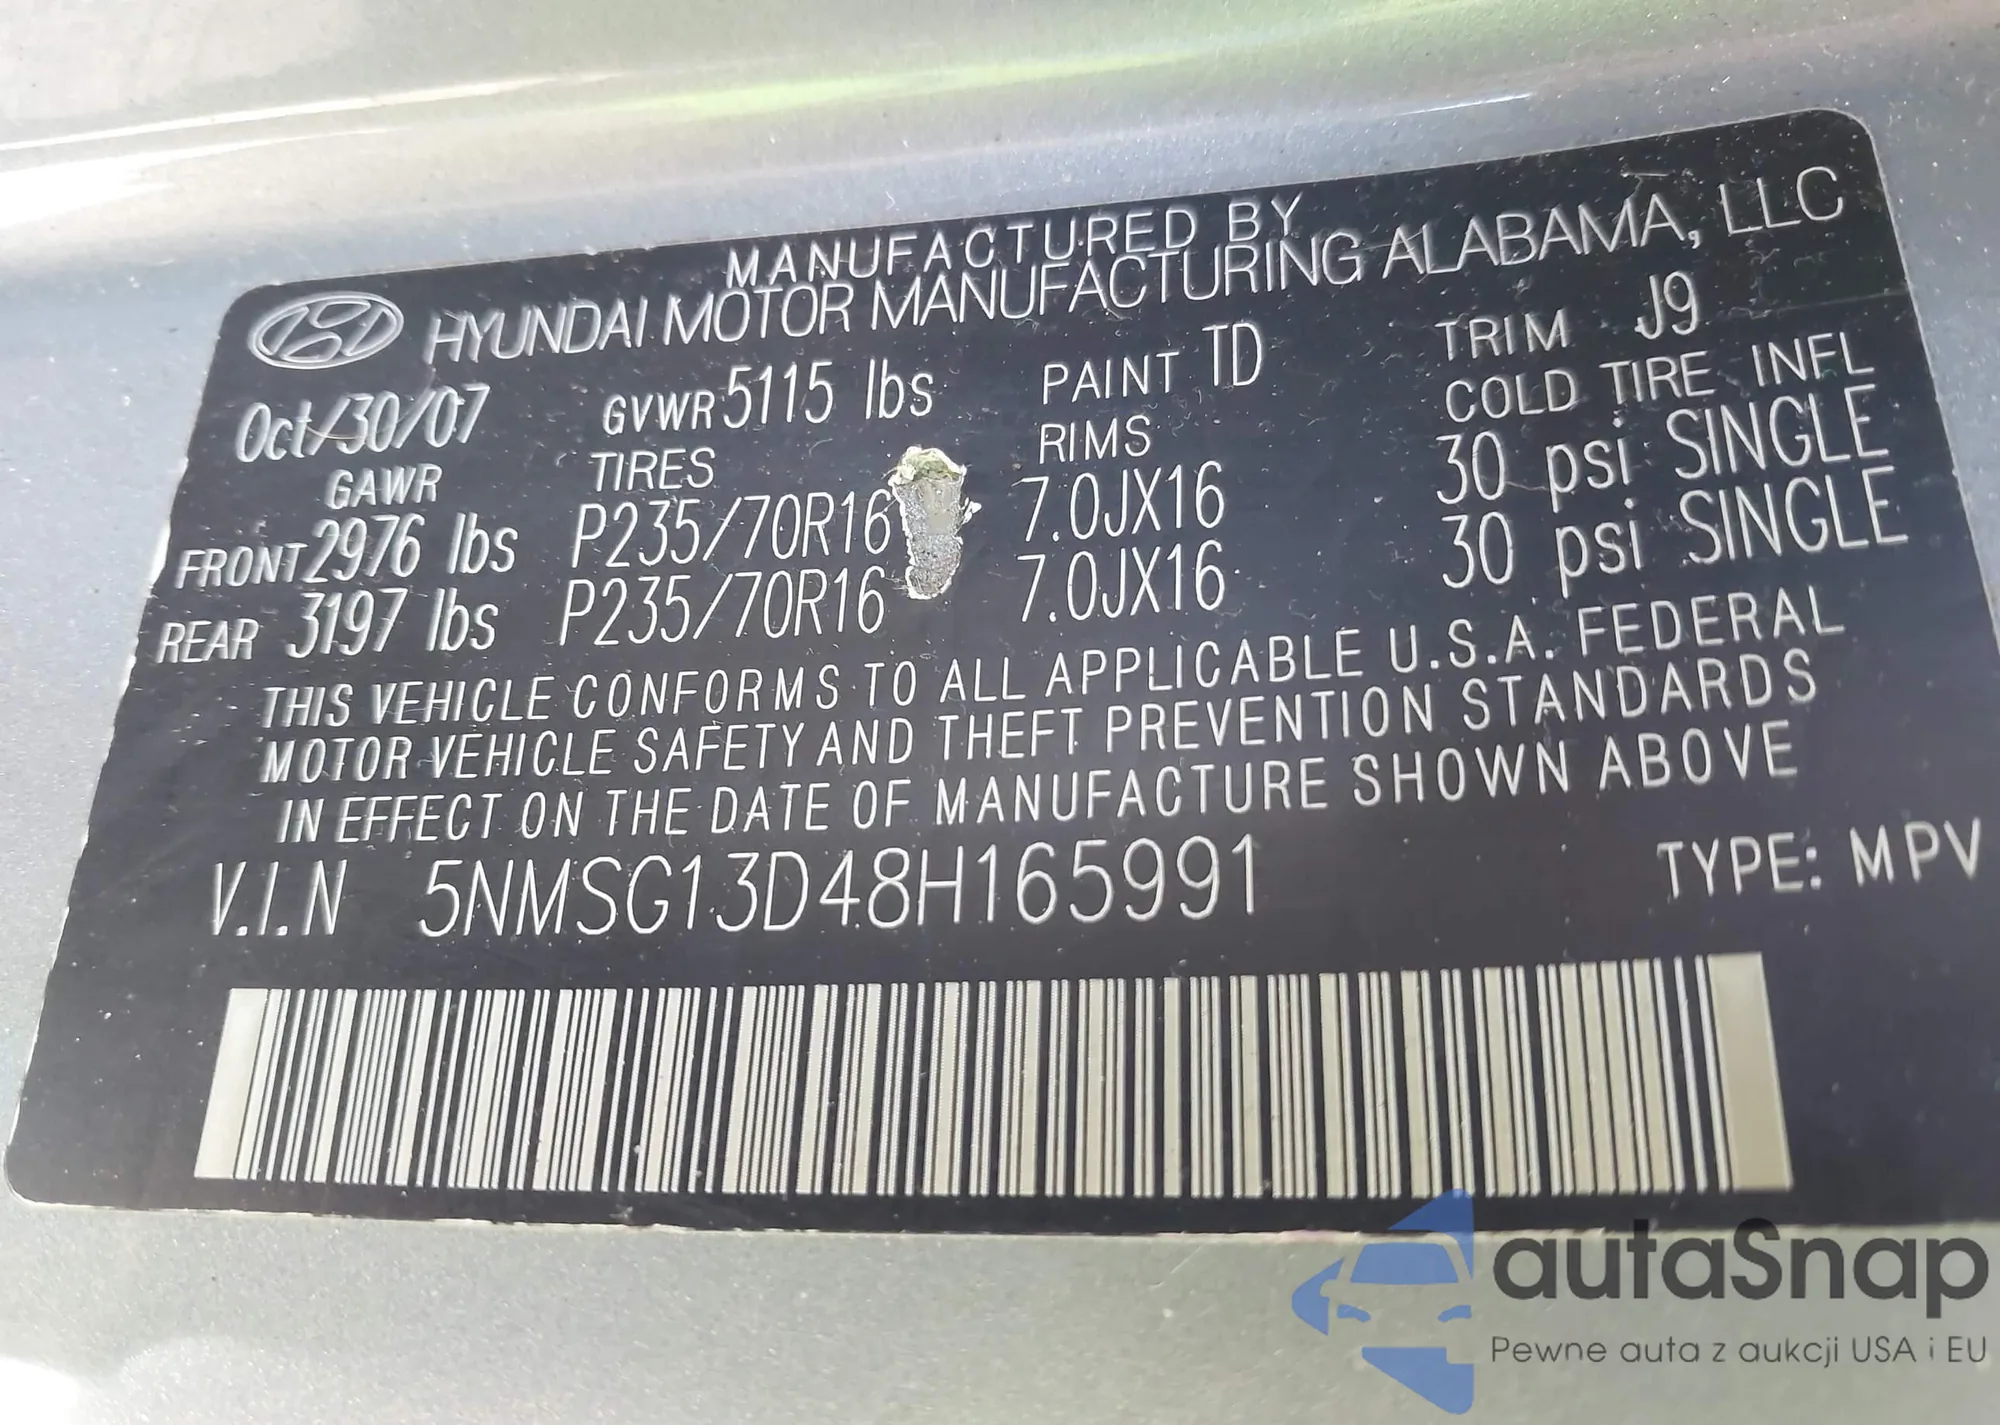 MANUFACTURED BY
HYUNDAI MOTOR MANUFACTURING ALABAMA, LLC
Oct/30/07 GVWR 5115 lbs PAINT TD TRIM J9
GAWR TIRES RIMS COLD TIRE INFL
FRONT 2976 lbs P235/70R16 7.0JX16 30 psi SINGLE
REAR 3197 lbs P235/70R16 7.0JX16 30 psi SINGLE
THIS VEHICLE CONFORMS TO ALL APPLICABLE U.S.A. FEDERAL
MOTOR VEHICLE SAFETY AND THEFT PREVENTION STANDARDS
IN EFFECT ON THE DATE OF MANUFACTURE SHOWN ABOVE
V.I.N 5NMSG13D48H165991 TYPE: MPV
autaSnap
Pewne auta z aukcji USA i EU